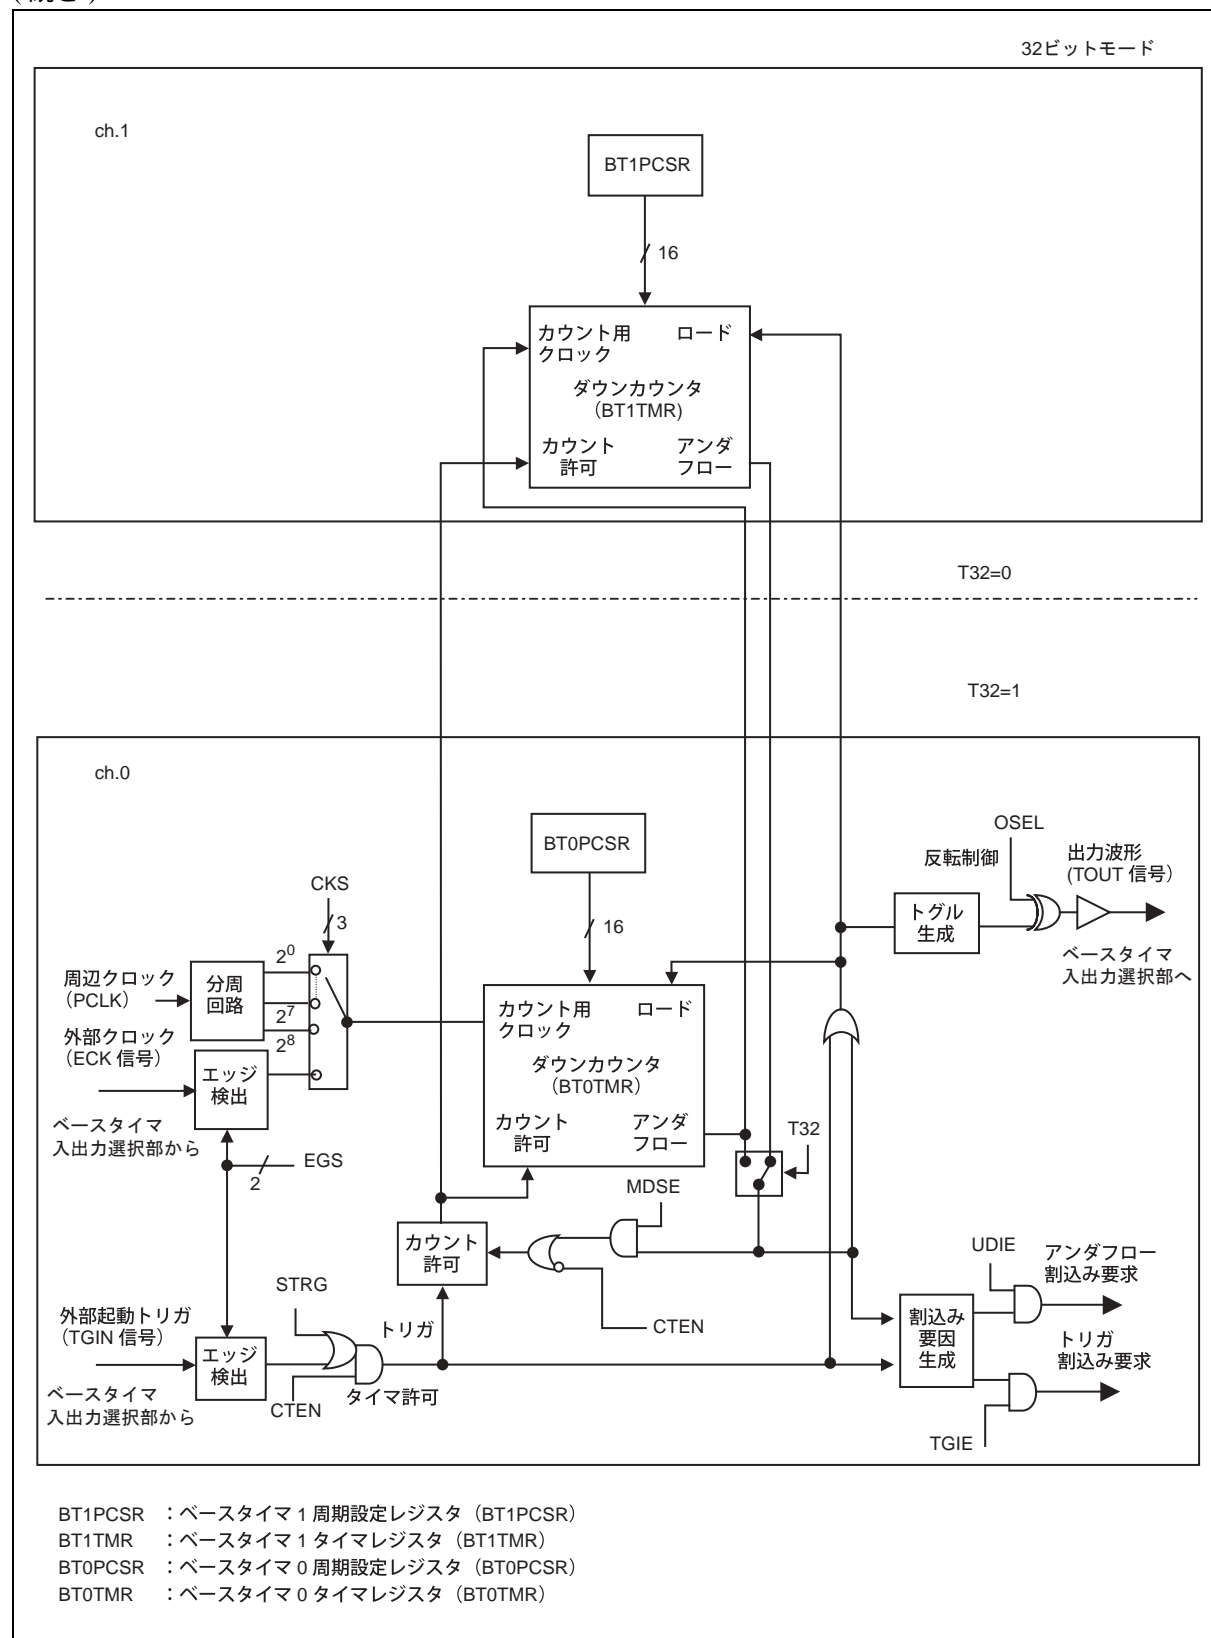 (続き)
32ビットモード
ch.1
BT1PCSR
16
カウント用
クロック
ロード
ダウンカウンタ
(BT1TMR)
カウント
許可
アンダ
フロー
T32=0
T32=1
ch.0
BT0PCSR
16
OSEL
反転制御
出力波形
(TOUT 信号)
トグル
生成
ベースタイマ
入出力選択部へ
CKS
3
2^0
周辺クロック
(PCLK)
分周
回路
2^7
外部クロック
(ECK 信号)
2^8
エッジ
検出
ベースタイマ
入出力選択部から
EGS
2
カウント用
クロック
ロード
ダウンカウンタ
(BT0TMR)
カウント
許可
アンダ
フロー
T32
MDSE
カウント
許可
CTEN
UDIE
アンダフロー
割込み要求
STRG
外部起動トリガ
(TGIN 信号)
エッジ
検出
トリガ
割込み
要因
生成
トリガ
割込み要求
ベースタイマ
入出力選択部から
CTEN
タイマ許可
TGIE
BT1PCSR :ベースタイマ 1 周期設定レジスタ (BT1PCSR)
BT1TMR :ベースタイマ 1 タイマレジスタ (BT1TMR)
BT0PCSR :ベースタイマ 0 周期設定レジスタ (BT0PCSR)
BT0TMR :ベースタイマ 0 タイマレジスタ (BT0TMR)